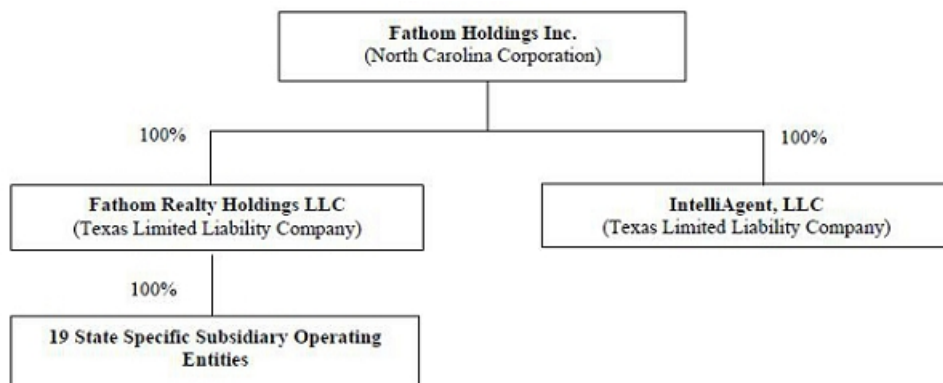 Fathom Holdings Inc.
(North Carolina Corporation)
100%
100%
Fathom Realty Holdings LLC
(Texas Limited Liability Company)
IntelliAgent, LLC
(Texas Limited Liability Company)
100%
19 State Specific Subsidiary Operating
Entities